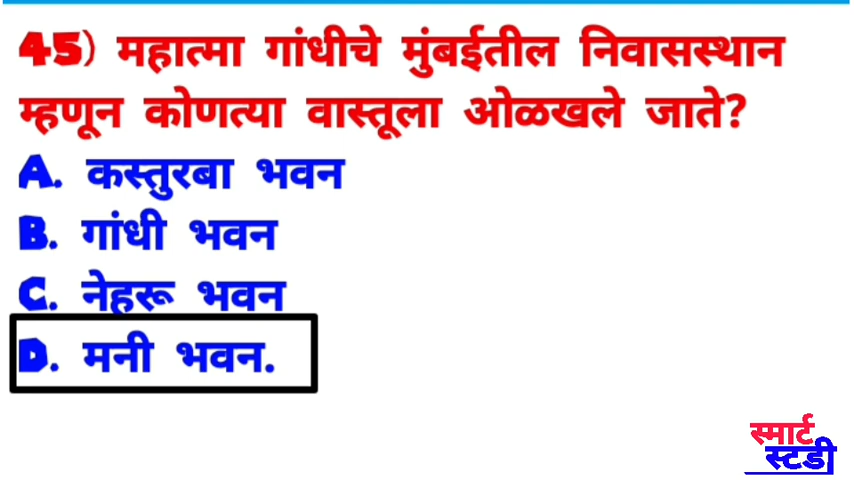 45) महात्मा गांधीचे मुंबईतील निवासस्थान
म्हणून कोणत्या वास्तूला ओळखले जाते?
A. कस्तुरबा भवन
B. गांधी भवन
C. नेहरू भवन
D. मनी भवन.
स्मार्ट
स्टडी